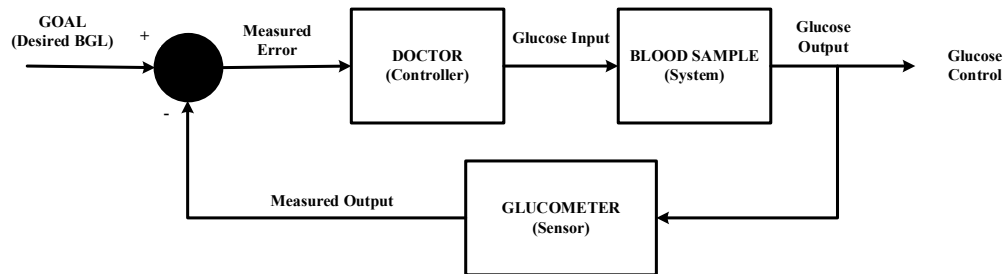 GOAL
(Desired BGL)
+
-
Measured
Error
DOCTOR
(Controller)
Glucose Input
BLOOD SAMPLE
(System)
Glucose
Output
Glucose
Control
Measured Output
GLUCOMETER
(Sensor)